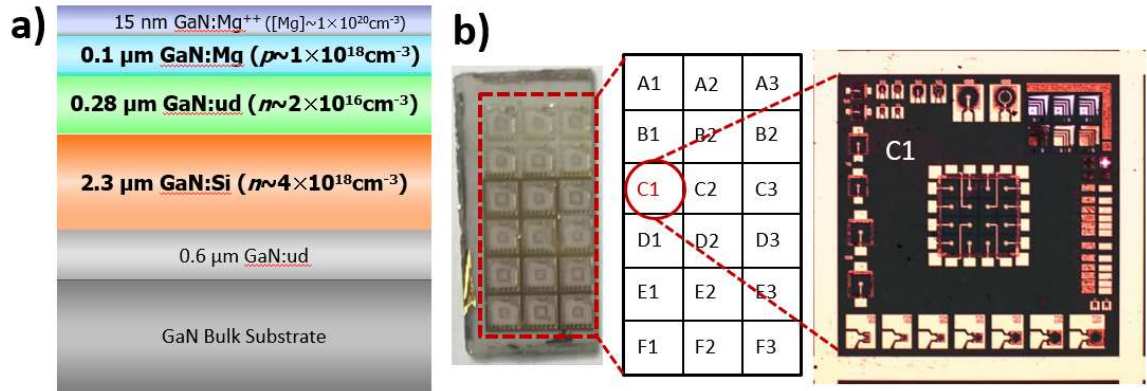 a)
15 nm GaN:Mg⁺⁺ ([Mg]~1×10²⁰cm⁻³)
0.1 µm GaN:Mg (p~1×10¹⁸cm⁻³)
0.28 µm GaN:ud (n~2×10¹⁶cm⁻³)
2.3 µm GaN:Si (n~4×10¹⁸cm⁻³)
0.6 µm GaN:ud
GaN Bulk Substrate
b)
A1 A2 A3
B1 B2 B2
C1 C2 C3
D1 D2 D3
E1 E2 E3
F1 F2 F3
C1